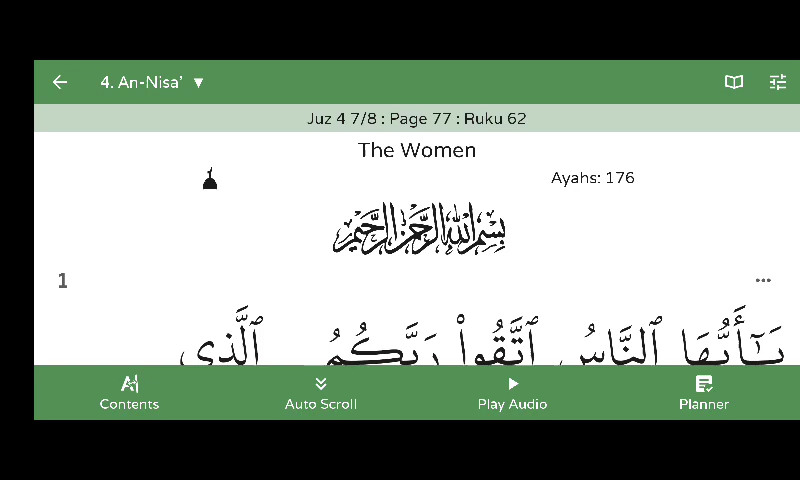 4. An-Nisa' ▼
Juz 4 7/8 : Page 77 : Ruku 62
The Women
Ayahs: 176
بِسْمِ اللَّهِ الرَّحْمَٰنِ الرَّحِيمِ
1
يَٰٓأَيُّهَا ٱلنَّاسُ ٱتَّقُوا۟ رَبَّكُمُ ٱلَّذِى
Contents
Auto Scroll
Play Audio
Planner